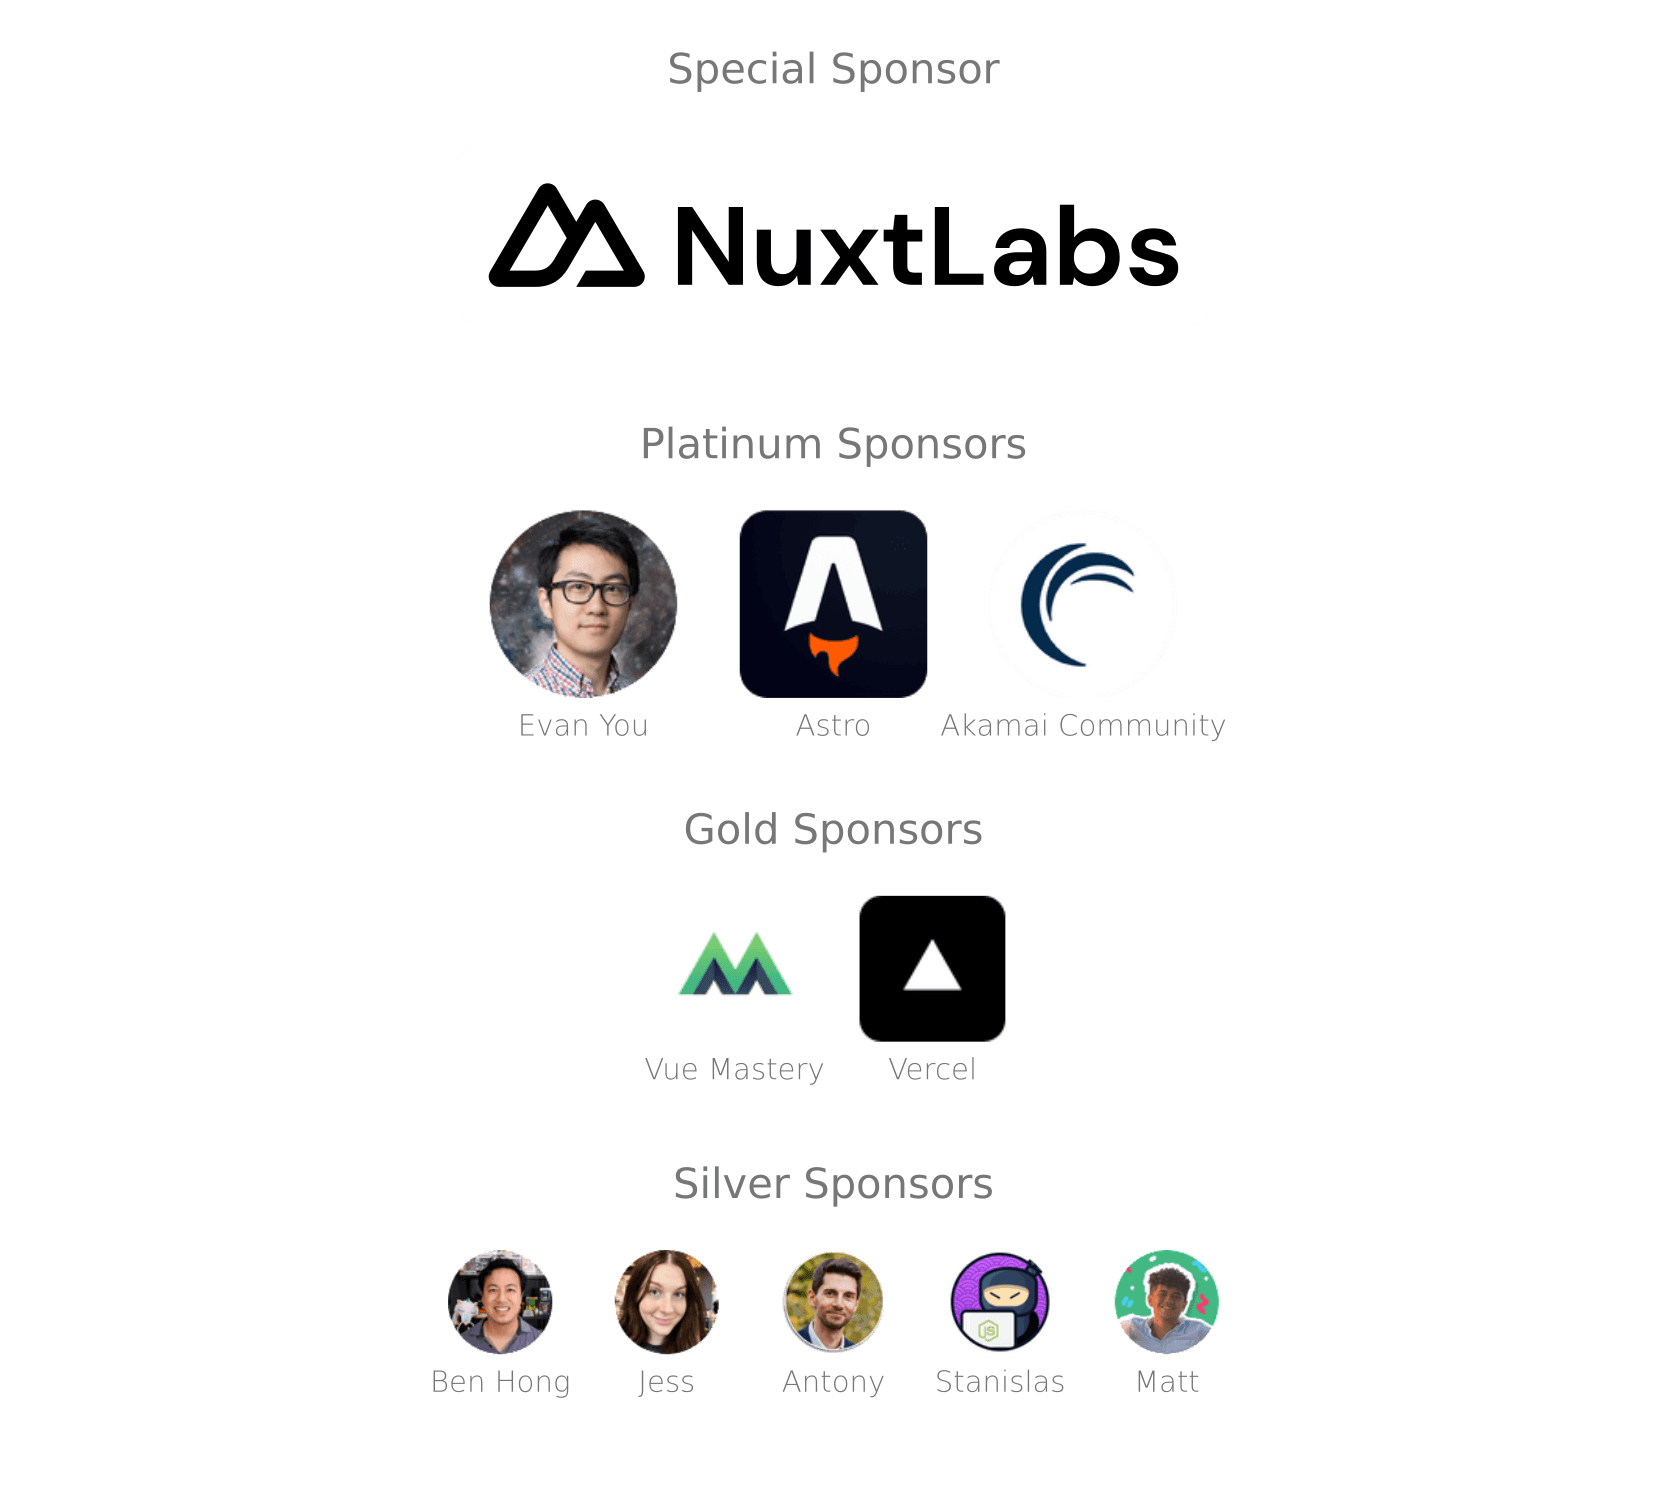 Special Sponsor
NuxtLabs
Platinum Sponsors
Evan You
Astro
Akamai Community
Gold Sponsors
Vue Mastery
Vercel
Silver Sponsors
JS
Ben Hong
Jess
Antony
Stanislas
Matt